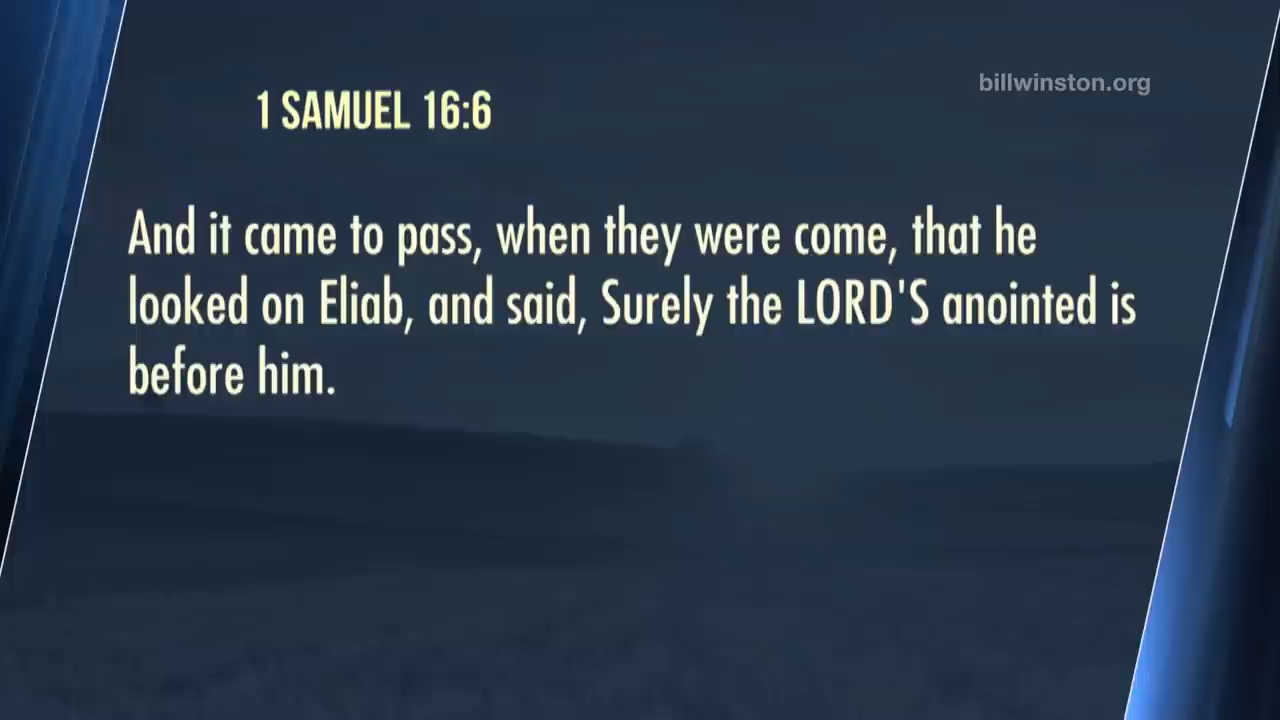 billwinston.org
1 SAMUEL 16:6
And it came to pass, when they were come, that he
looked on Eliab, and said, Surely the LORD'S anointed is
before him.